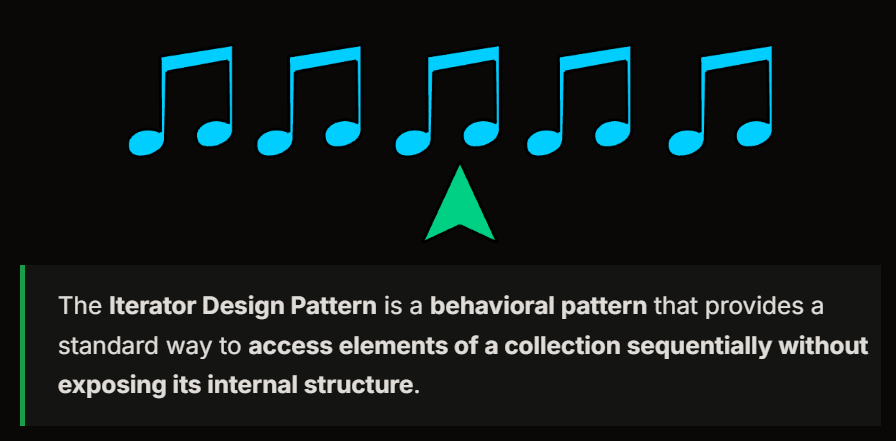 The Iterator Design Pattern is a behavioral pattern that provides a
standard way to access elements of a collection sequentially without
exposing its internal structure.